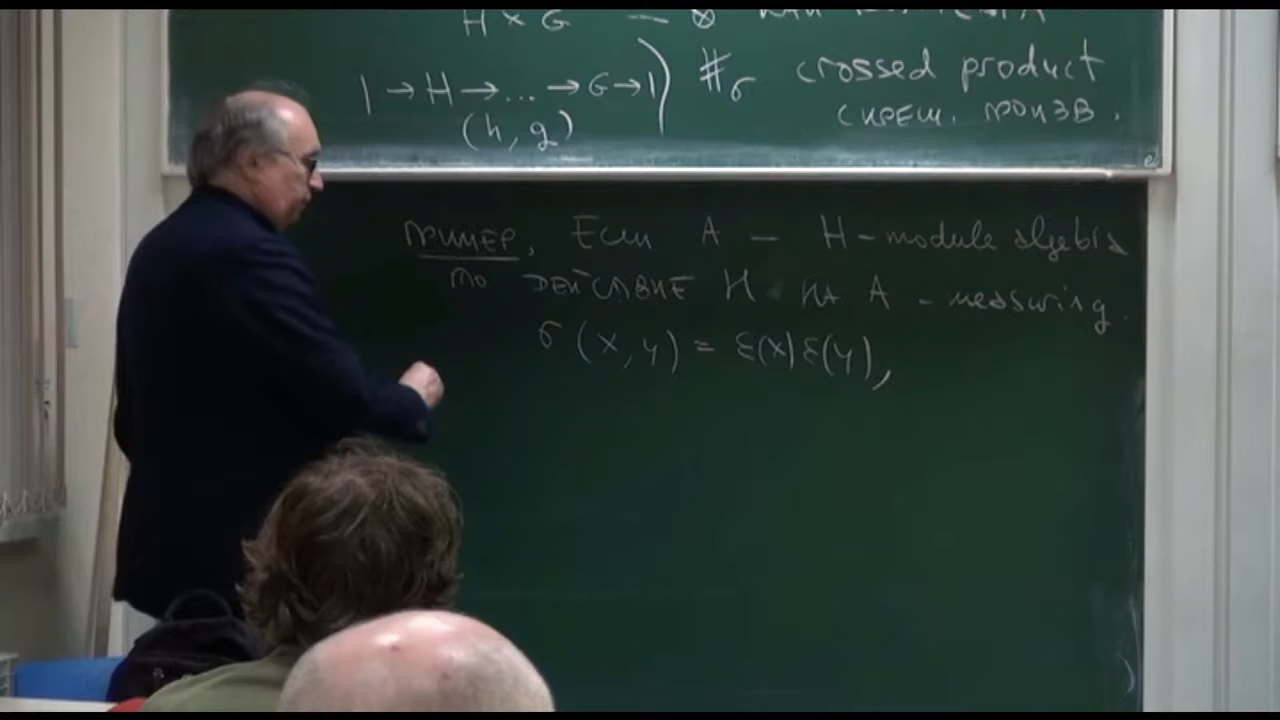 H × G — ⊗
1 → H → ... → G → 1) #σ crossed product
(h, g) скрещ. произв.
Пример, Если A — H-module algebra
то действие H на A - measuring.
σ(x, y) = ε(x) ε(y),